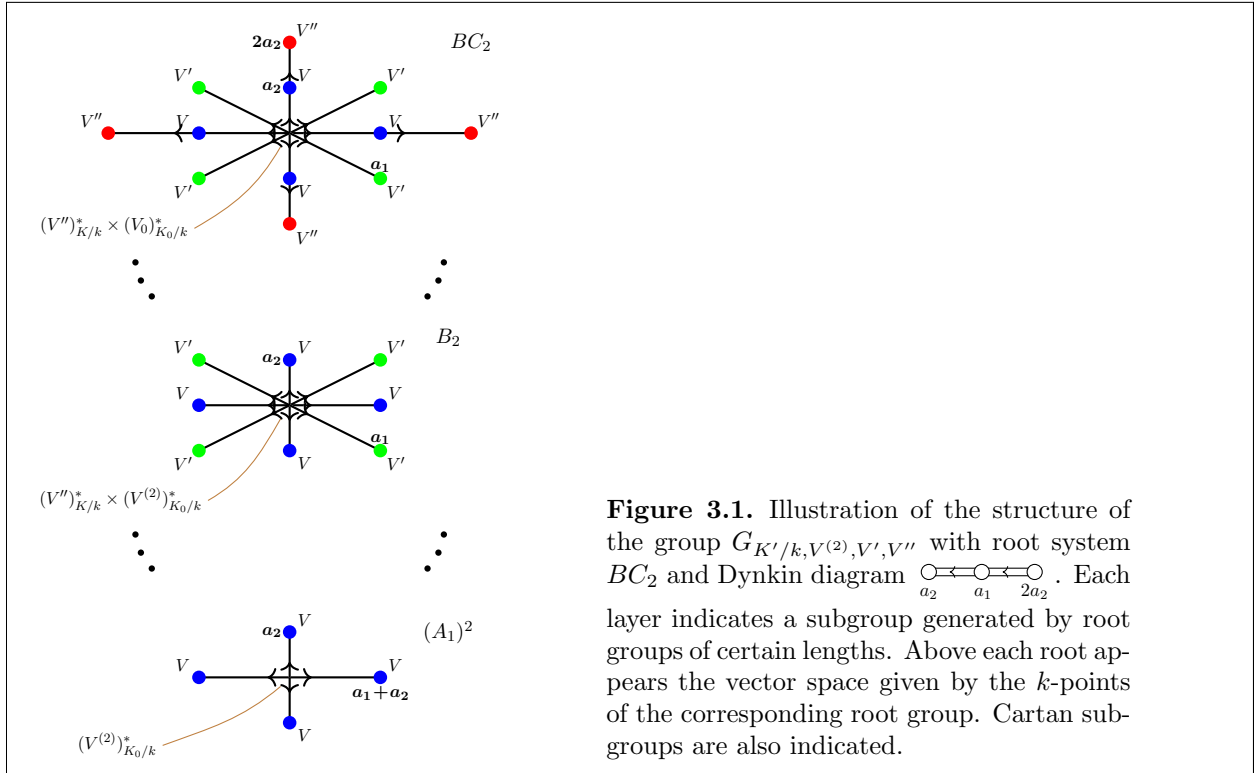 V''
2a₂
BC₂
V' a₂ V V'
V'' V V V''
a₁
V' V V'
(V'')*_{K/k} × (V₀)*_{K₀/k}
V''
B₂
V' a₂ V V'
V V
a₁
V' V V'
(V'')*_{K/k} × (V^{(2)})*_{K₀/k}
Figure 3.1. Illustration of the structure of
the group G_{K'/k,V^{(2)},V',V''} with root system
BC₂ and Dynkin diagram a₂ a₁ 2a₂ . Each
layer indicates a subgroup generated by root
groups of certain lengths. Above each root ap-
pears the vector space given by the k-points
of the corresponding root group. Cartan sub-
groups are also indicated.
a₂ (A₁)²
V V
a₁+a₂
V
(V^{(2)})*_{K₀/k}